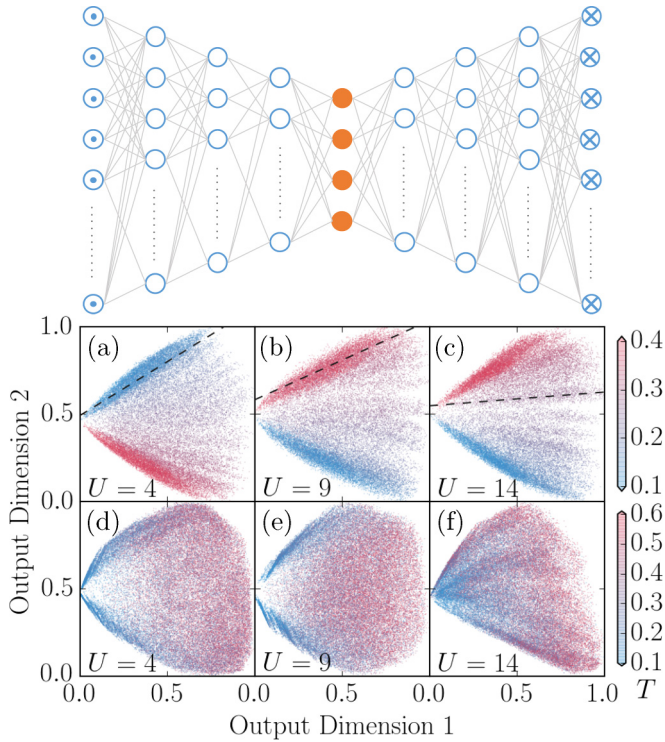 1.0
(a) (b) (c) 0.4
0.3
0.5
0.2
U = 4 U = 9 U = 14 0.1
0.0
(d) (e) (f) 0.6
0.5
0.4
0.5
0.3
0.2
U = 4 U = 9 U = 14 0.1
0.0
0.0 0.5 0.0 0.5 0.0 0.5 1.0 T
Output Dimension 2
Output Dimension 1